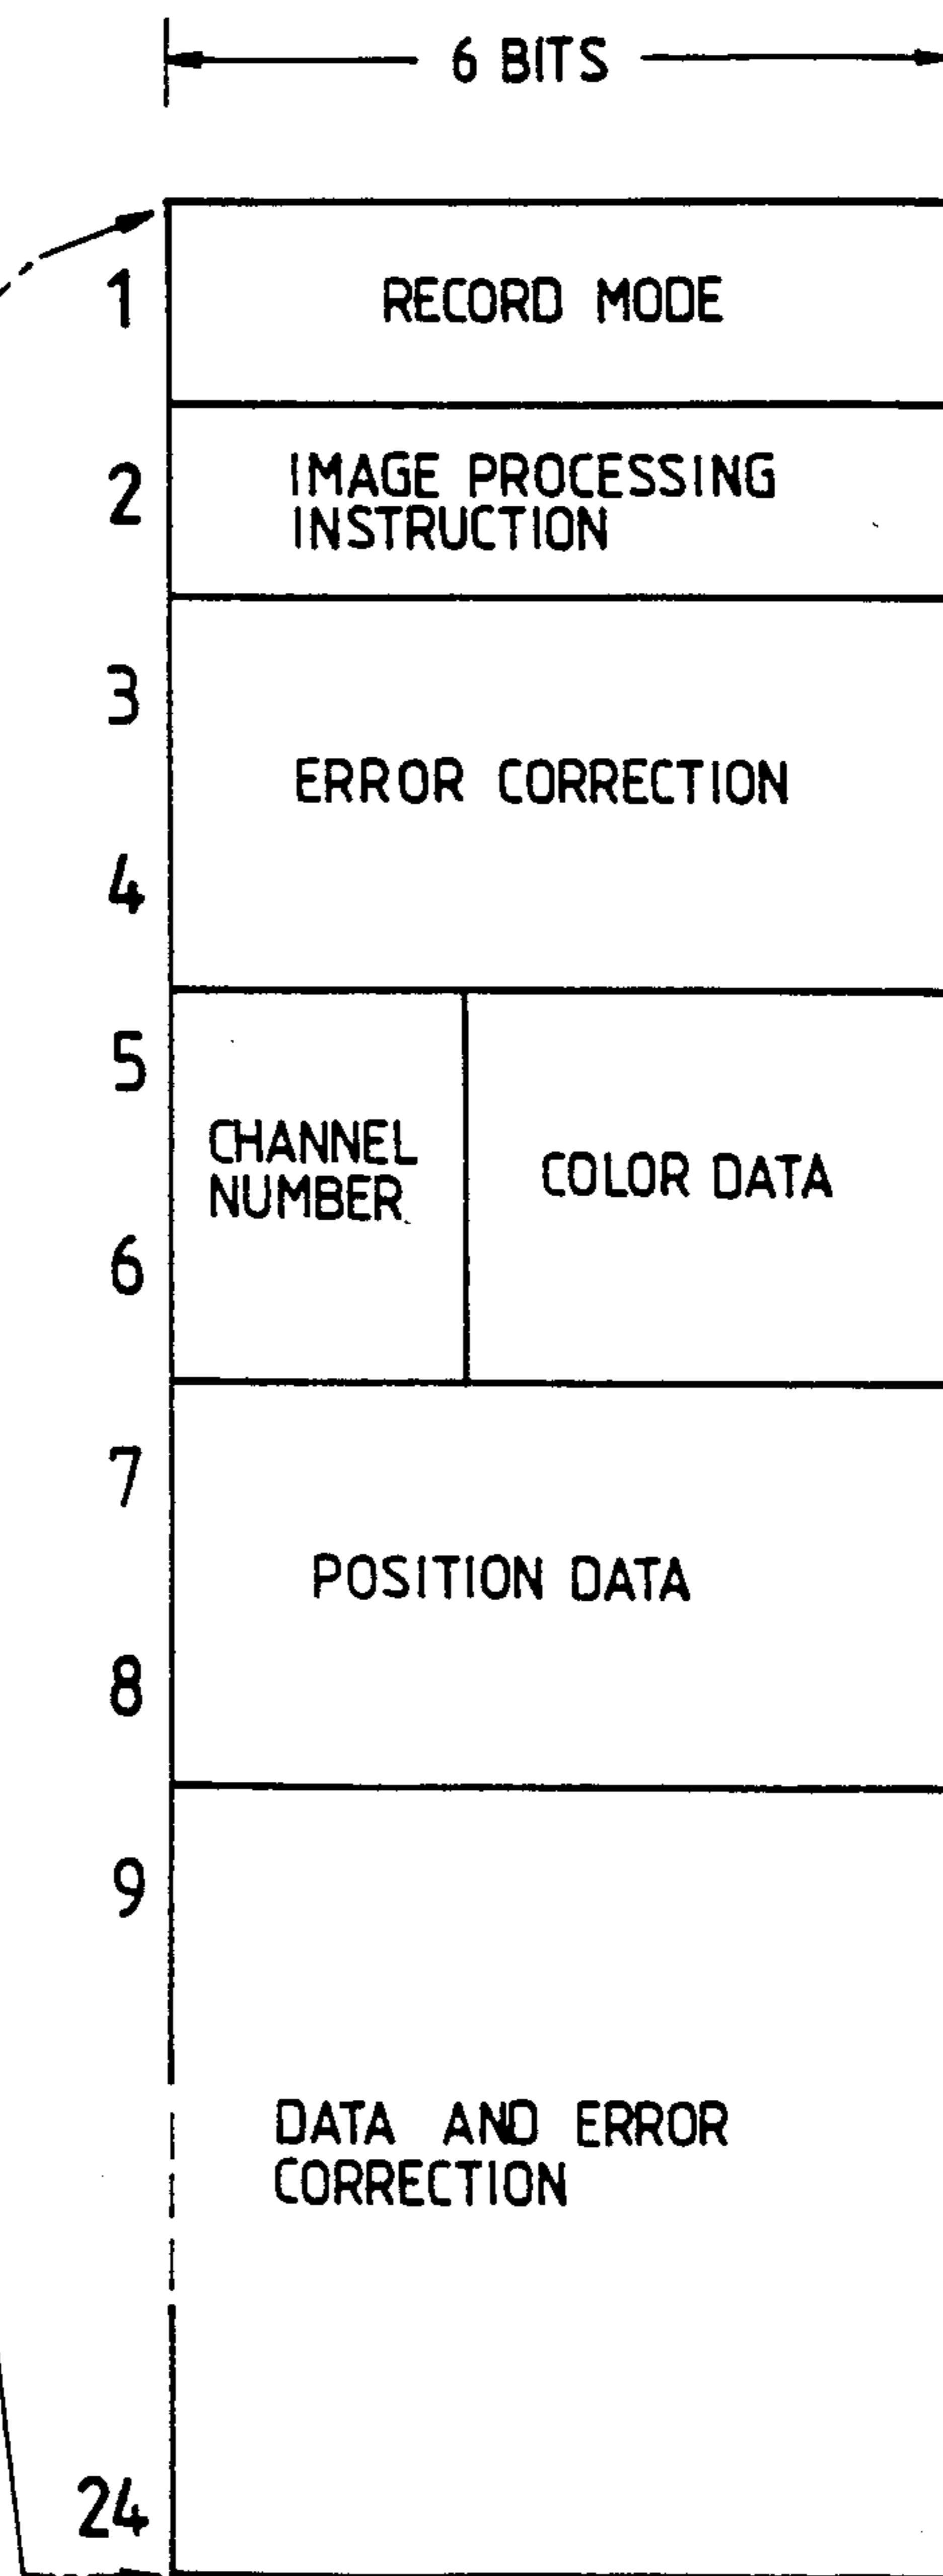 6 BITS
1
RECORD MODE
2
IMAGE PROCESSING
INSTRUCTION
3
ERROR CORRECTION
4
5
CHANNEL
NUMBER
COLOR DATA
6
7
POSITION DATA
8
9
DATA AND ERROR
CORRECTION
24